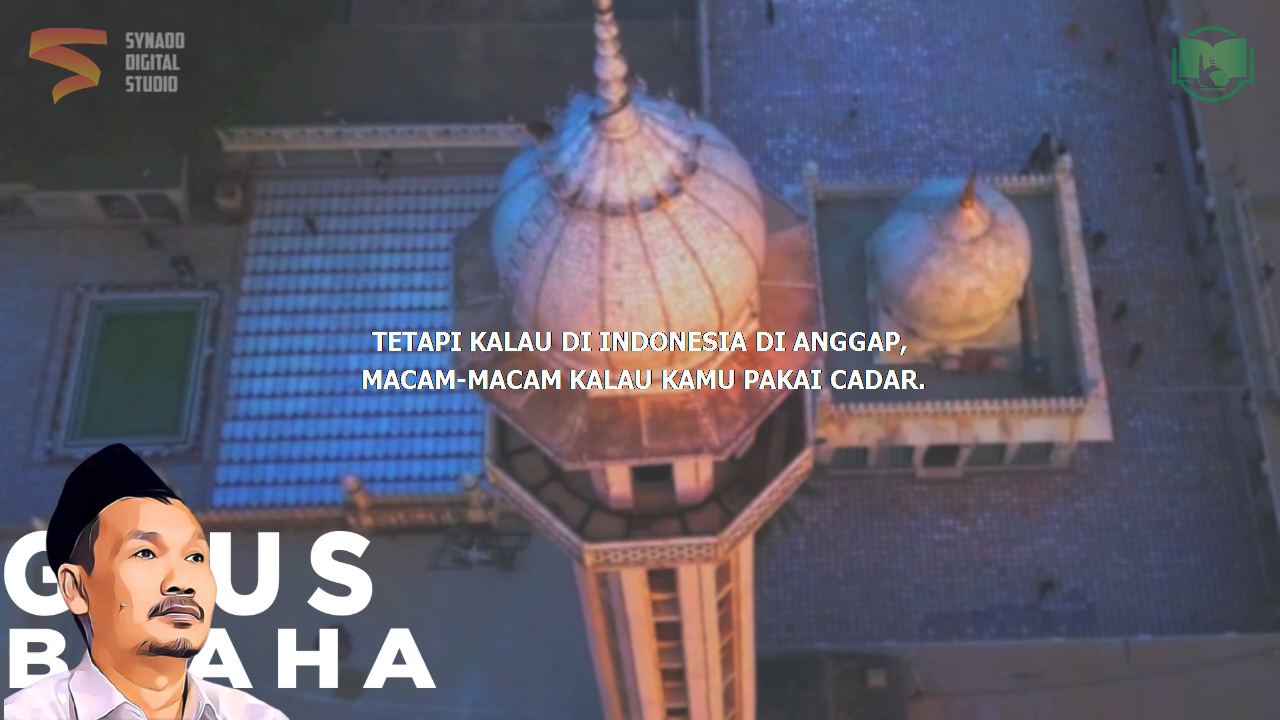 SYNADO
DIGITAL
STUDIO
TETAPI KALAU DI INDONESIA DI ANGGAP,
MACAM-MACAM KALAU KAMU PAKAI CADAR.
GUS
BAHA